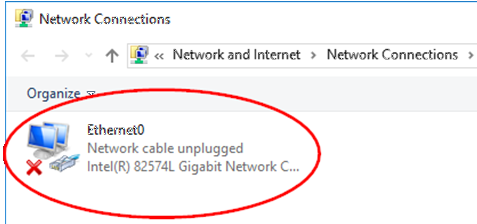 Network Connections
« Network and Internet > Network Connections >
Organize
Ethernet0
Network cable unplugged
Intel(R) 82574L Gigabit Network C...